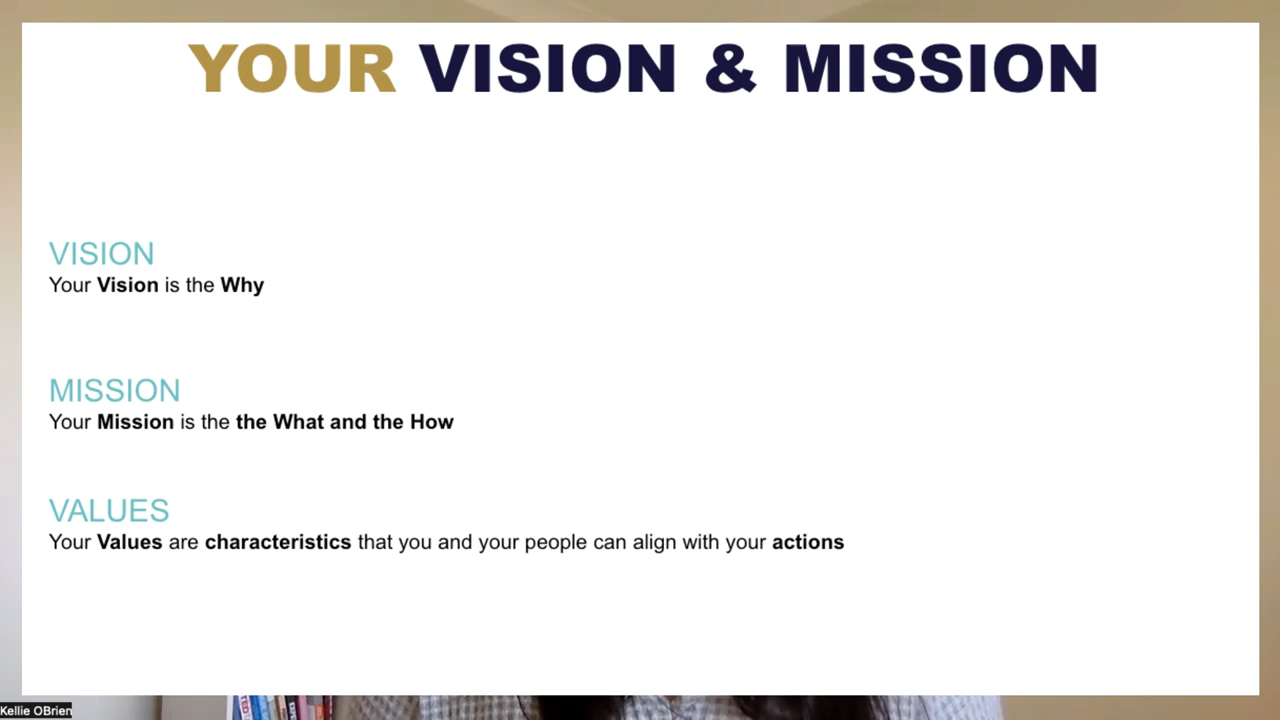 YOUR VISION & MISSION
VISION
Your Vision is the Why
MISSION
Your Mission is the the What and the How
VALUES
Your Values are characteristics that you and your people can align with your actions
Kellie OBrien